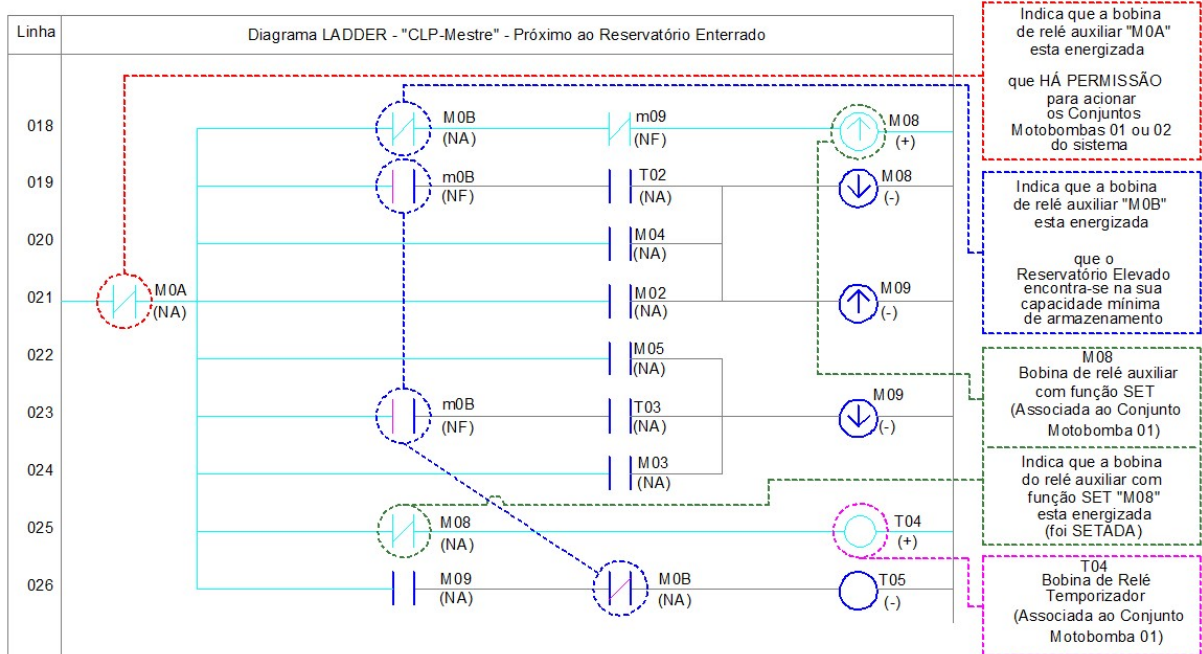 Linha
Diagrama LADDER - "CLP-Mestre" - Próximo ao Reservatório Enterrado
018
M0B
(NA)
m09
(NF)
M08
(+)
019
m0B
(NF)
T02
(NA)
M08
(-)
020
M04
(NA)
021
M0A
(NA)
M02
(NA)
M09
(-)
022
M05
(NA)
023
m0B
(NF)
T03
(NA)
M09
(-)
024
M03
(NA)
025
M08
(NA)
T04
(+)
026
M09
(NA)
M0B
(NA)
T05
(-)
Indica que a bobina
de relé auxiliar "M0A"
esta energizada
que HÁ PERMISSÃO
para acionar
os Conjuntos
Motobombas 01 ou 02
do sistema
Indica que a bobina
de relé auxiliar "M0B"
esta energizada
que o
Reservatório Elevado
encontra-se na sua
capacidade mínima
de armazenamento
M08
Bobina de relé auxiliar
com função SET
(Associada ao Conjunto
Motobomba 01)
Indica que a bobina
do relé auxiliar com
função SET "M08"
esta energizada
(foi SETADA)
T04
Bobina de Relé
Temporizador
(Associada ao Conjunto
Motobomba 01)